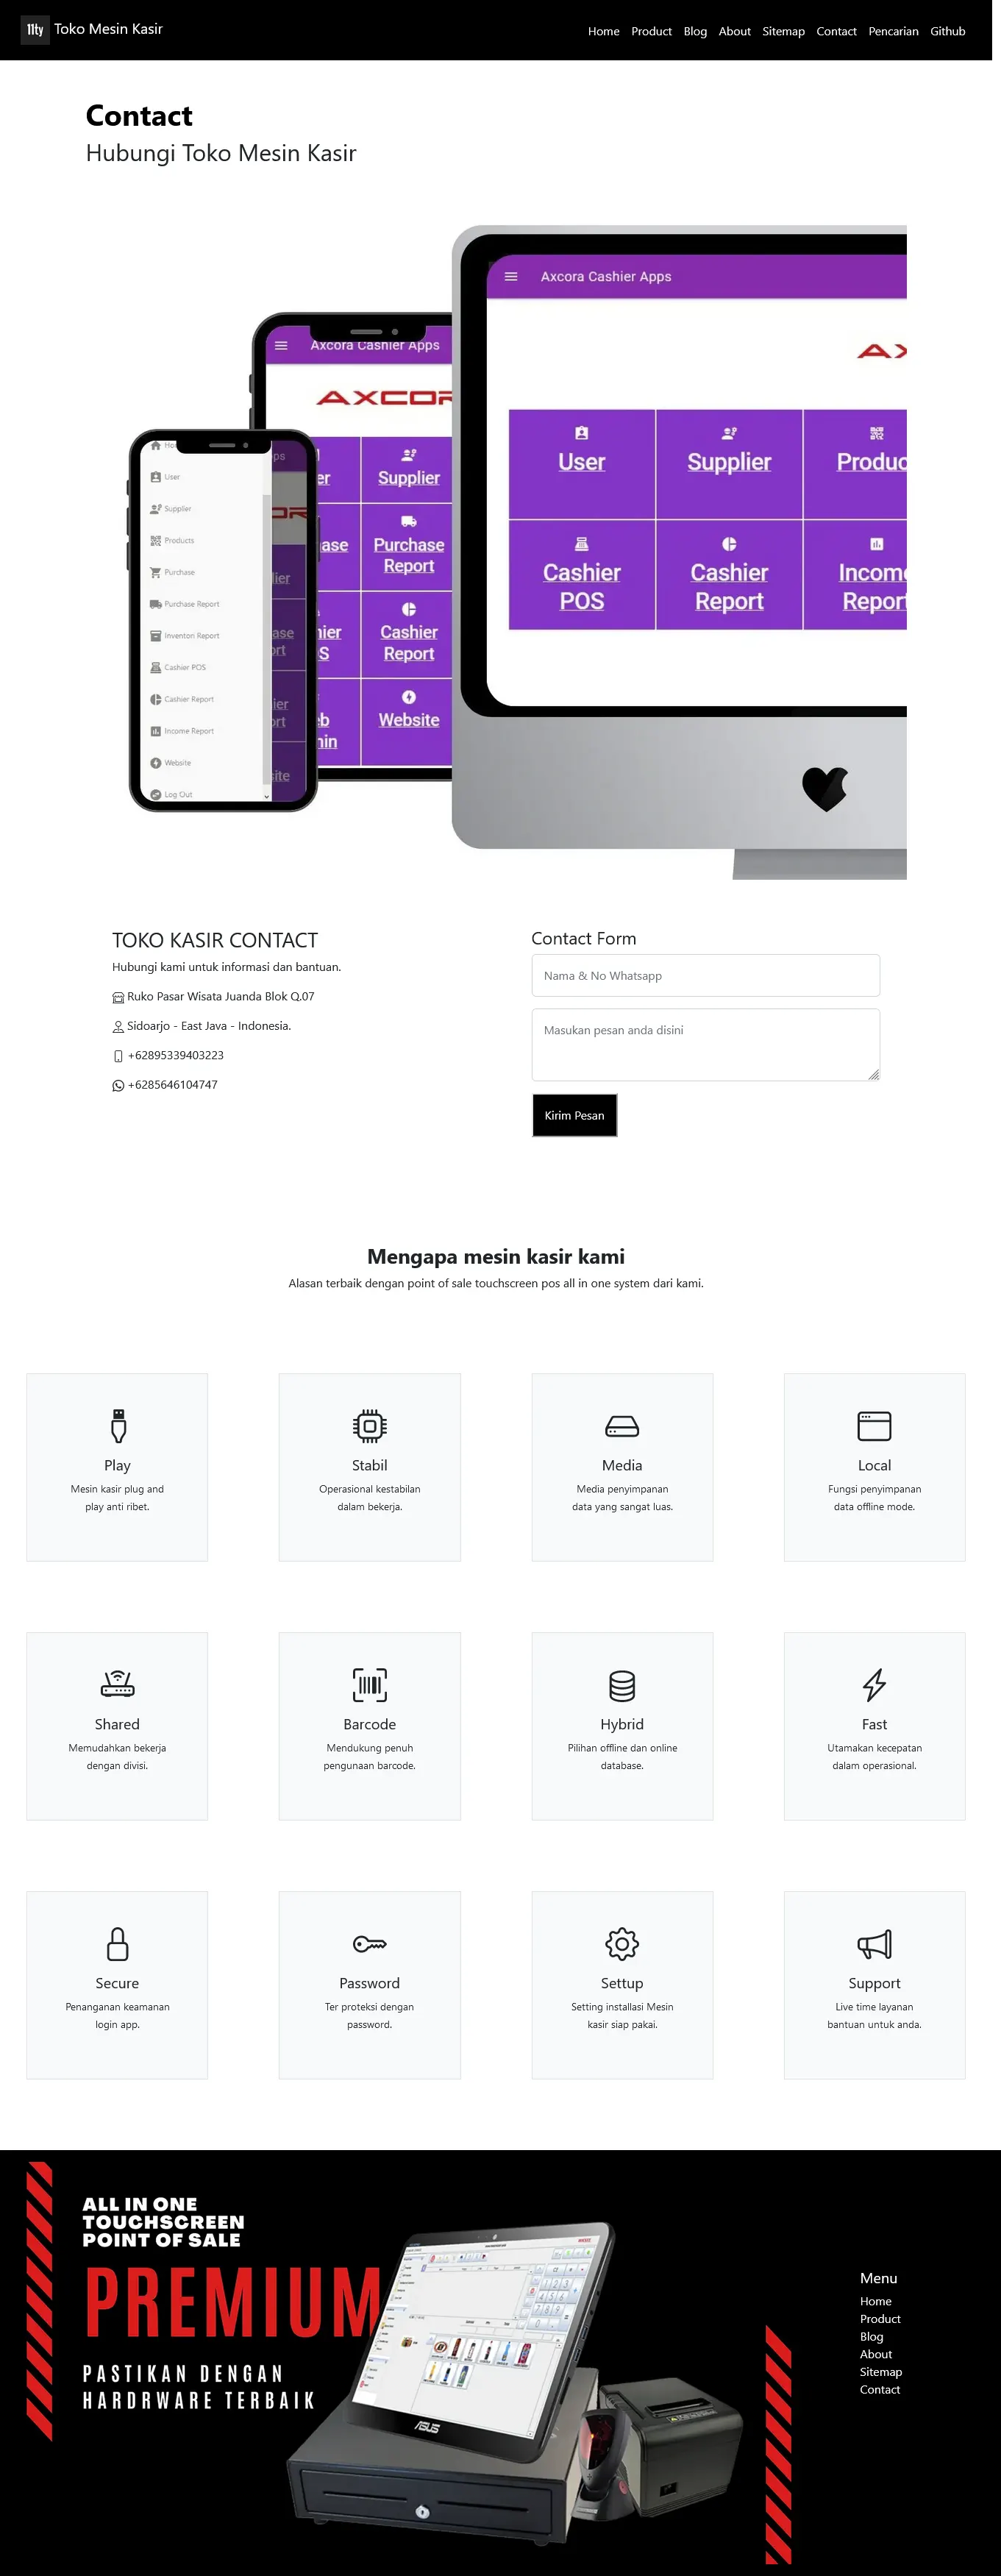 11ty Toko Mesin Kasir
Home Product Blog About Sitemap Contact Pencarian Github
Contact
Hubungi Toko Mesin Kasir
Axcora Cashier Apps
User
Supplier
Cashier POS
Cashier Report
Axcora Cashier Apps
Supplier
Purchase Report
Cashier Report
Website
User
Supplier
Products
Purchase
Purchase Report
Inventori Report
Cashier POS
Cashier Report
Income Report
Website
Log Out
TOKO KASIR CONTACT
Hubungi kami untuk informasi dan bantuan.
Ruko Pasar Wisata Juanda Blok Q.07
Sidoarjo - East Java - Indonesia.
+62895339403223
+6285646104747
Contact Form
Nama & No Whatsapp
Masukan pesan anda disini
Kirim Pesan
Mengapa mesin kasir kami
Alasan terbaik dengan point of sale touchscreen pos all in one system dari kami.
Play
Mesin kasir plug and
play anti ribet.
Stabil
Operasional kestabilan
dalam bekerja.
Media
Media penyimpanan
data yang sangat luas.
Local
Fungsi penyimpanan
data offline mode.
Shared
Memudahkan bekerja
dengan divisi.
Barcode
Mendukung penuh
pengunaan barcode.
Hybrid
Pilihan offline dan online
database.
Fast
Utamakan kecepatan
dalam operasional.
Secure
Penanganan keamanan
login app.
Password
Ter proteksi dengan
password.
Settup
Setting installasi Mesin
kasir siap pakai.
Support
Live time layanan
bantuan untuk anda.
ALL IN ONE
TOUCHSCREEN
POINT OF SALE
PREMIUM
PASTIKAN DENGAN
HARDRWARE TERBAIK
ASUS
Menu
Home
Product
Blog
About
Sitemap
Contact